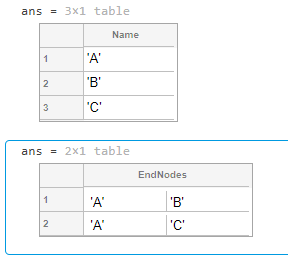 ans = 3×1 table
Name
1 'A'
2 'B'
3 'C'
ans = 2×1 table
EndNodes
1 'A' 'B'
2 'A' 'C'